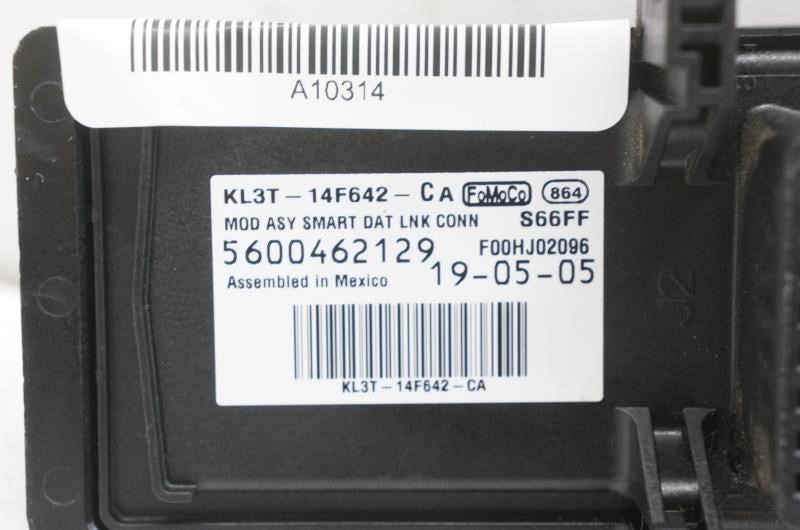 A10314
KL3T-14F642-CA FoMoCo 864
MOD ASY SMART DAT LNK CONN S66FF
5600462129 F00HJ02096
Assembled in Mexico 19-05-05
KL3T-14F642-CA
J2